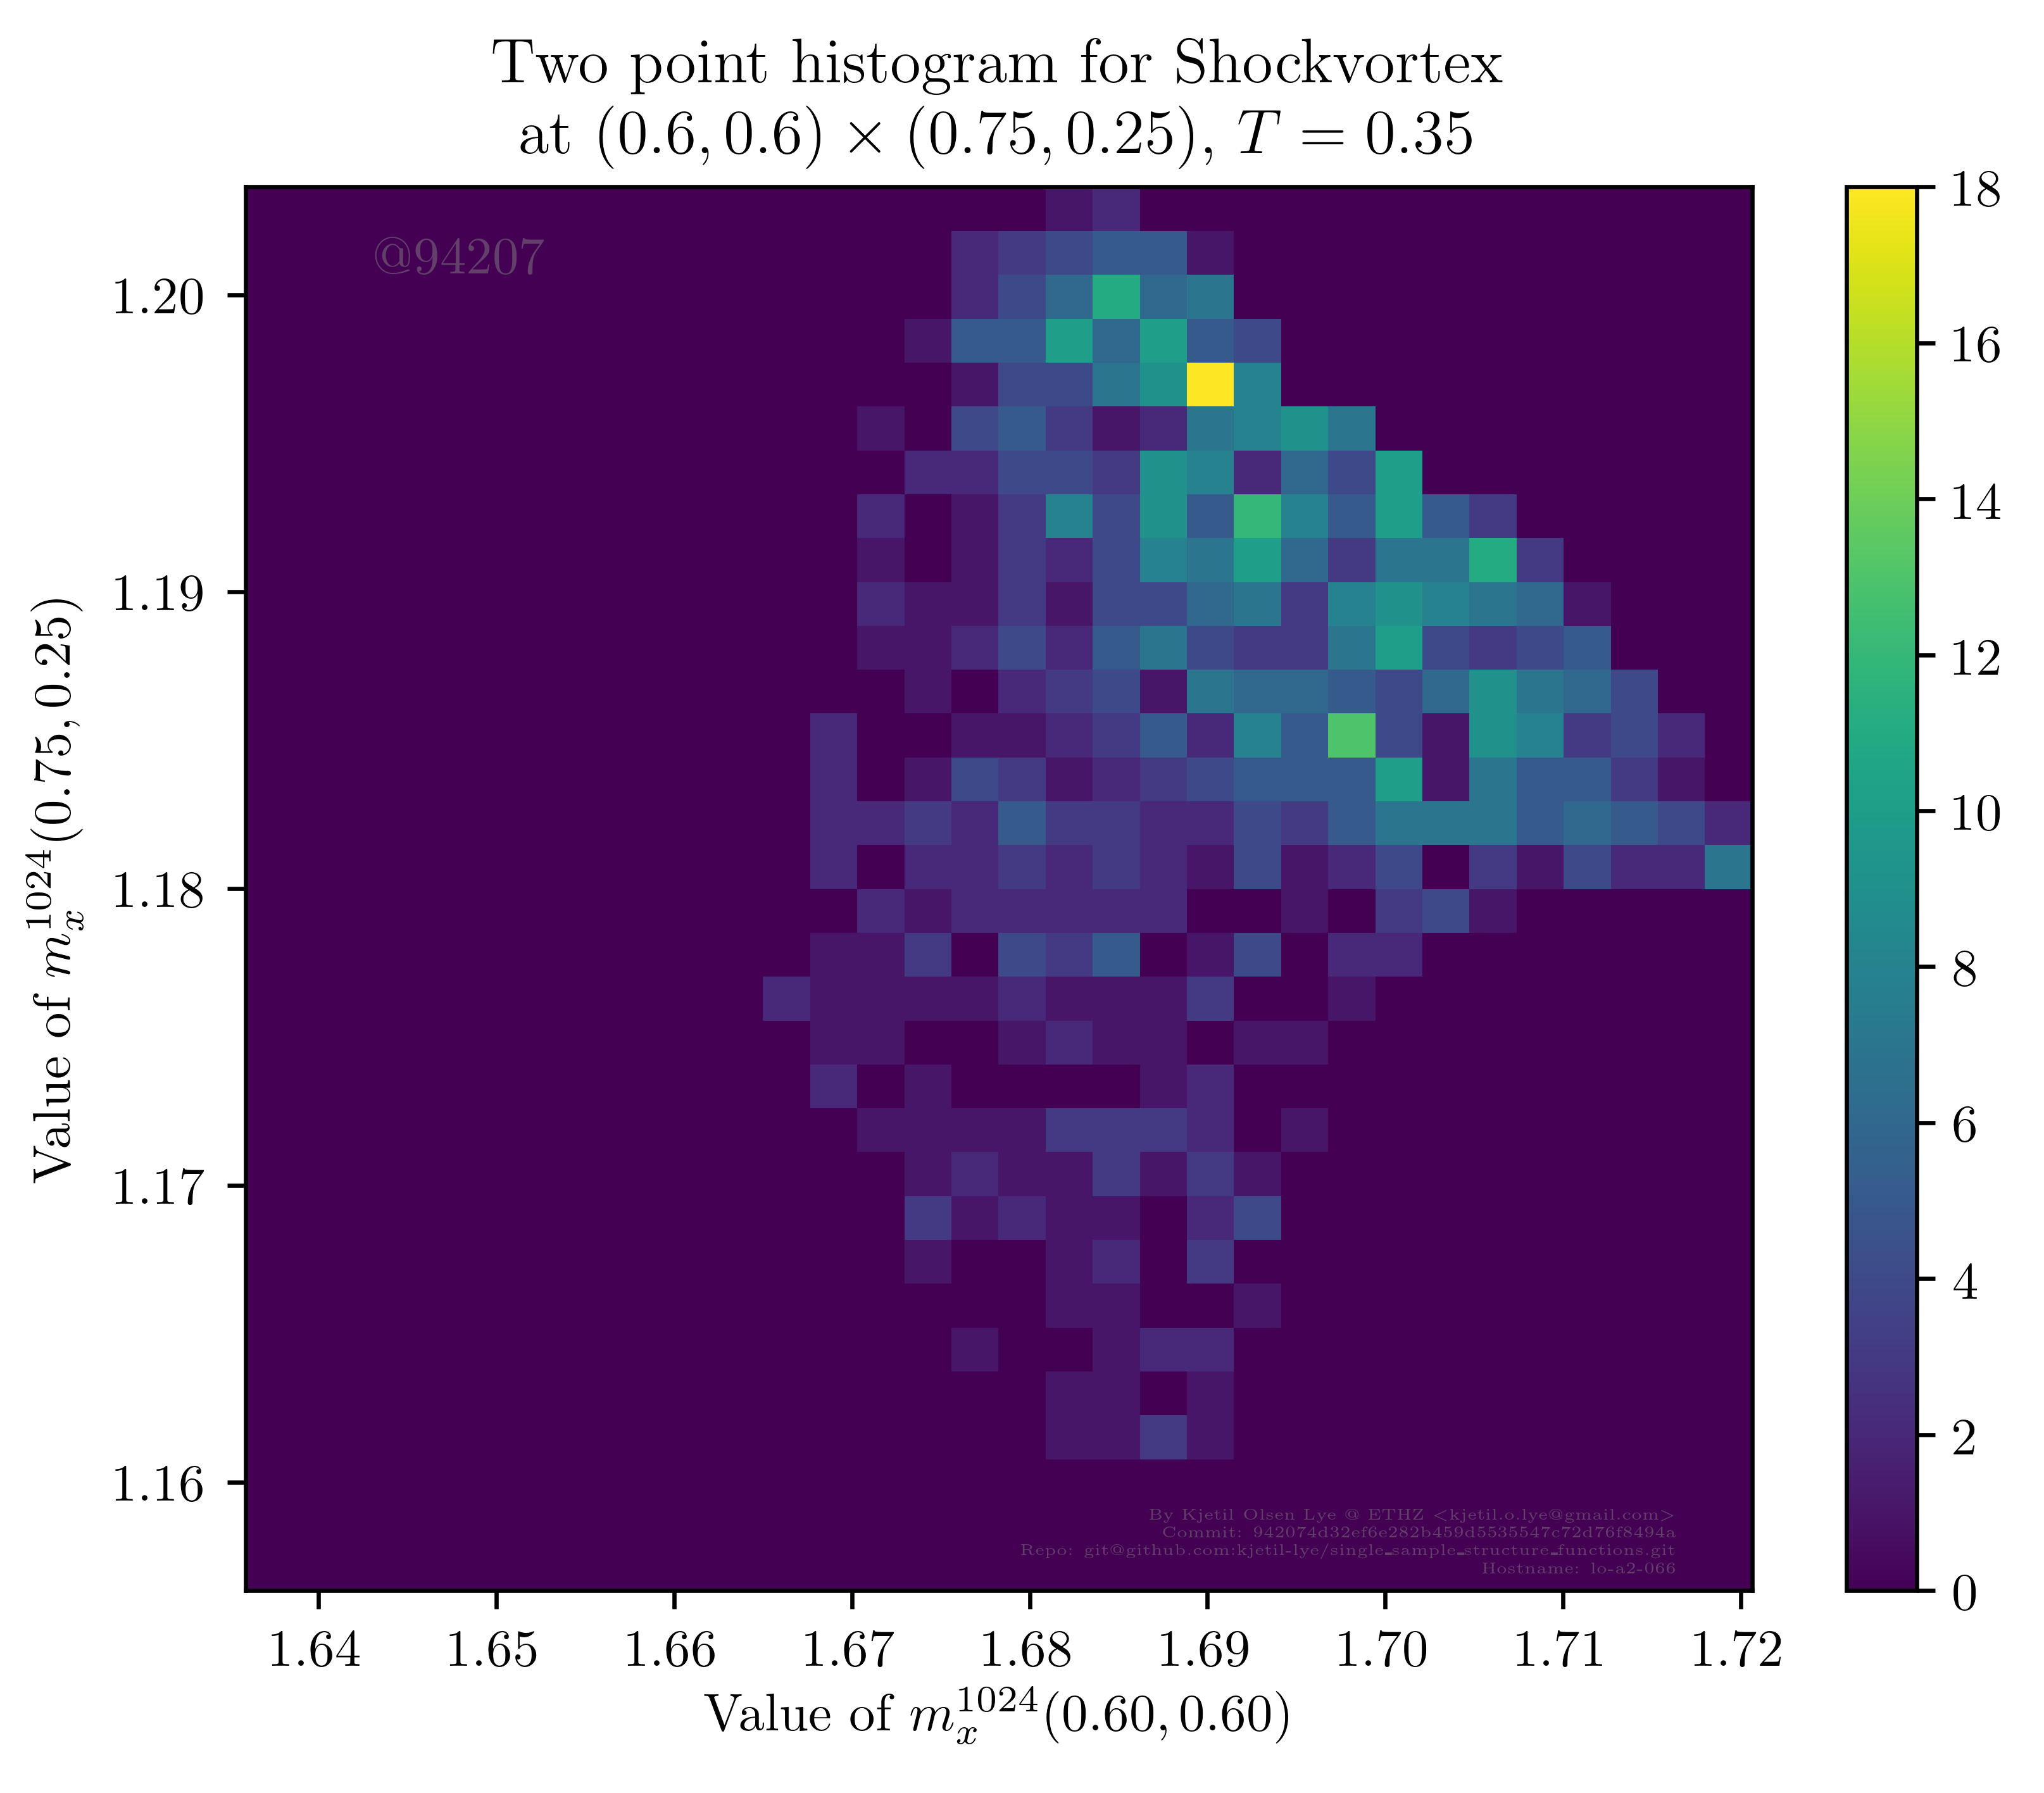 Two point histogram for Shockvortex
at (0.6, 0.6) × (0.75, 0.25), T = 0.35
@94207
Value of m_x^1024(0.75, 0.25)
1.20
1.19
1.18
1.17
1.16
18
16
14
12
10
8
6
4
2
0
By Kjetil Olsen Lye @ ETHZ <kjetil.o.lye@gmail.com>
Commit: 942074d32ef6e282b459d5535547c72d76f8494a
Repo: git@github.com:kjetil-lye/single_sample_structure_functions.git
Hostname: lo-a2-066
1.64 1.65 1.66 1.67 1.68 1.69 1.70 1.71 1.72
Value of m_x^1024(0.60, 0.60)